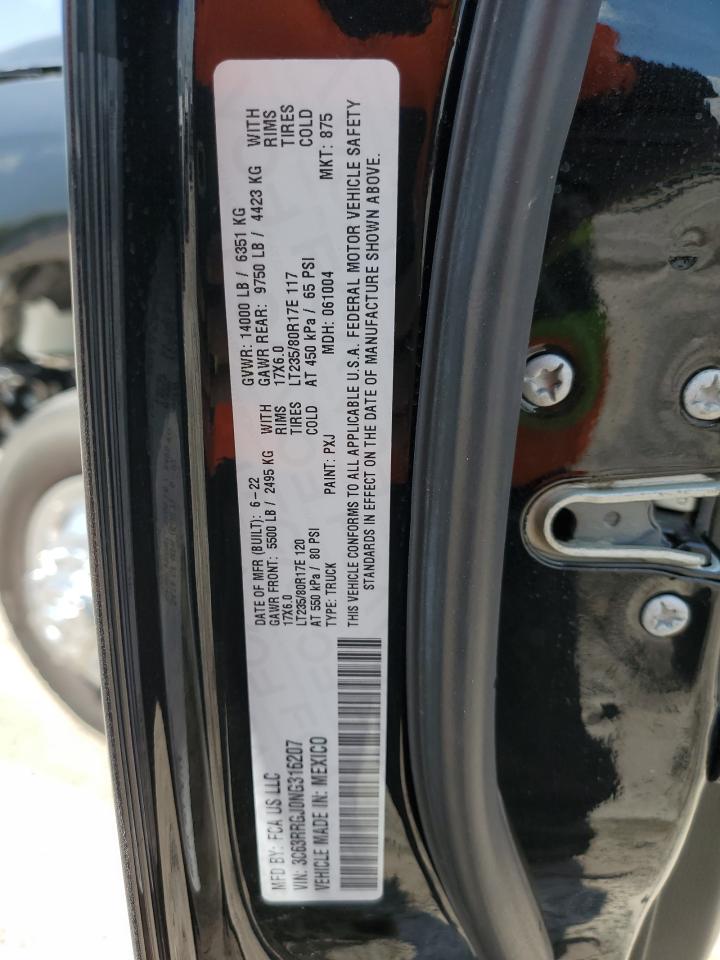 MFD BY: FCA US LLC
VIN: 3C63RRGJ0NG316207
VEHICLE MADE IN: MEXICO
DATE OF MFR (BUILT): 6-22
GAWR FRONT: 5500 LB / 2495 KG WITH
17X6.0 RIMS
LT235/80R17E 120 TIRES
AT 550 kPa / 80 PSI COLD
TYPE: TRUCK PAINT: PXJ
GVWR: 14000 LB / 6351 KG
GAWR REAR: 9750 LB / 4423 KG WITH
17X6.0 RIMS
LT235/80R17E 117 TIRES
AT 450 kPa / 65 PSI COLD
MDH: 061004 MKT: 875
THIS VEHICLE CONFORMS TO ALL APPLICABLE U.S.A. FEDERAL MOTOR VEHICLE SAFETY
STANDARDS IN EFFECT ON THE DATE OF MANUFACTURE SHOWN ABOVE.